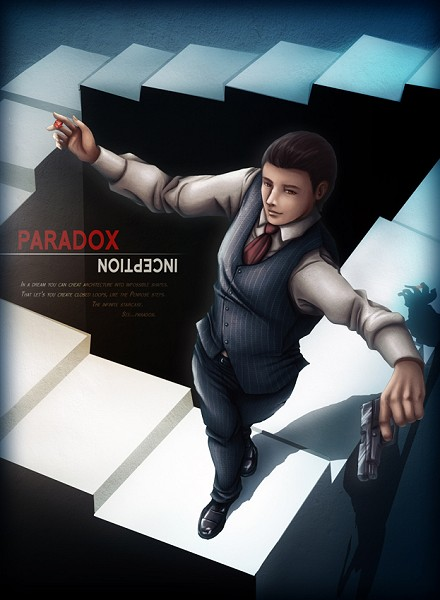 PARADOX
INCEPTION
IN A DREAM YOU CAN CHEAT ARCHITECTURE INTO IMPOSSIBLE SHAPES.
THAT LET'S YOU CREATE CLOSED LOOPS, LIKE THE PENROSE STEPS.
THE INFINITE STAIRCASE.
SEE...PARADOX.